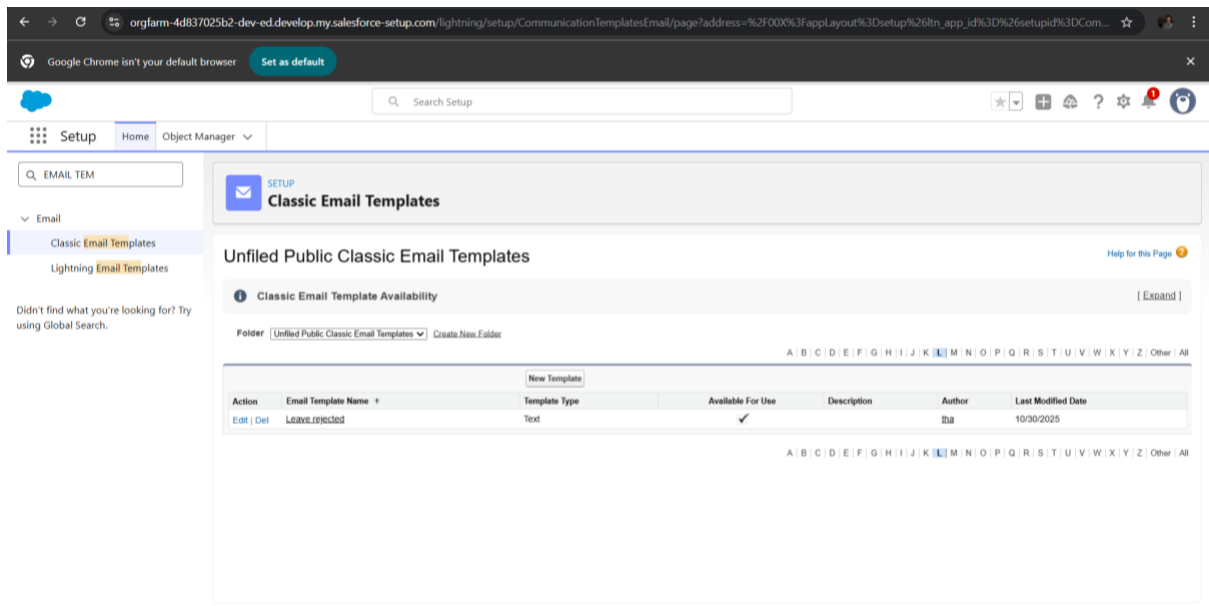 orgfarm-4d837025b2-dev-ed.develop.my.salesforce-setup.com/lightning/setup/CommunicationTemplatesEmail/page?address=%2F00X%3FappLayout%3Dsetup%26ltn_app_id%3D%26setupid%3DCom...
Google Chrome isn't your default browser Set as default
Search Setup
1
Setup Home Object Manager
EMAIL TEM
SETUP
Classic Email Templates
Email
Classic Email Templates
Lightning Email Templates
Didn't find what you're looking for? Try
using Global Search.
Unfiled Public Classic Email Templates
Help for this Page
Classic Email Template Availability [ Expand ]
Folder Unfiled Public Classic Email Templates Create New Folder
A | B | C | D | E | F | G | H | I | J | K | L | M | N | O | P | Q | R | S | T | U | V | W | X | Y | Z | Other | All
New Template
Action Email Template Name Template Type Available For Use Description Author Last Modified Date
Edit | Del Leave rejected Text tha 10/30/2025
A | B | C | D | E | F | G | H | I | J | K | L | M | N | O | P | Q | R | S | T | U | V | W | X | Y | Z | Other | All